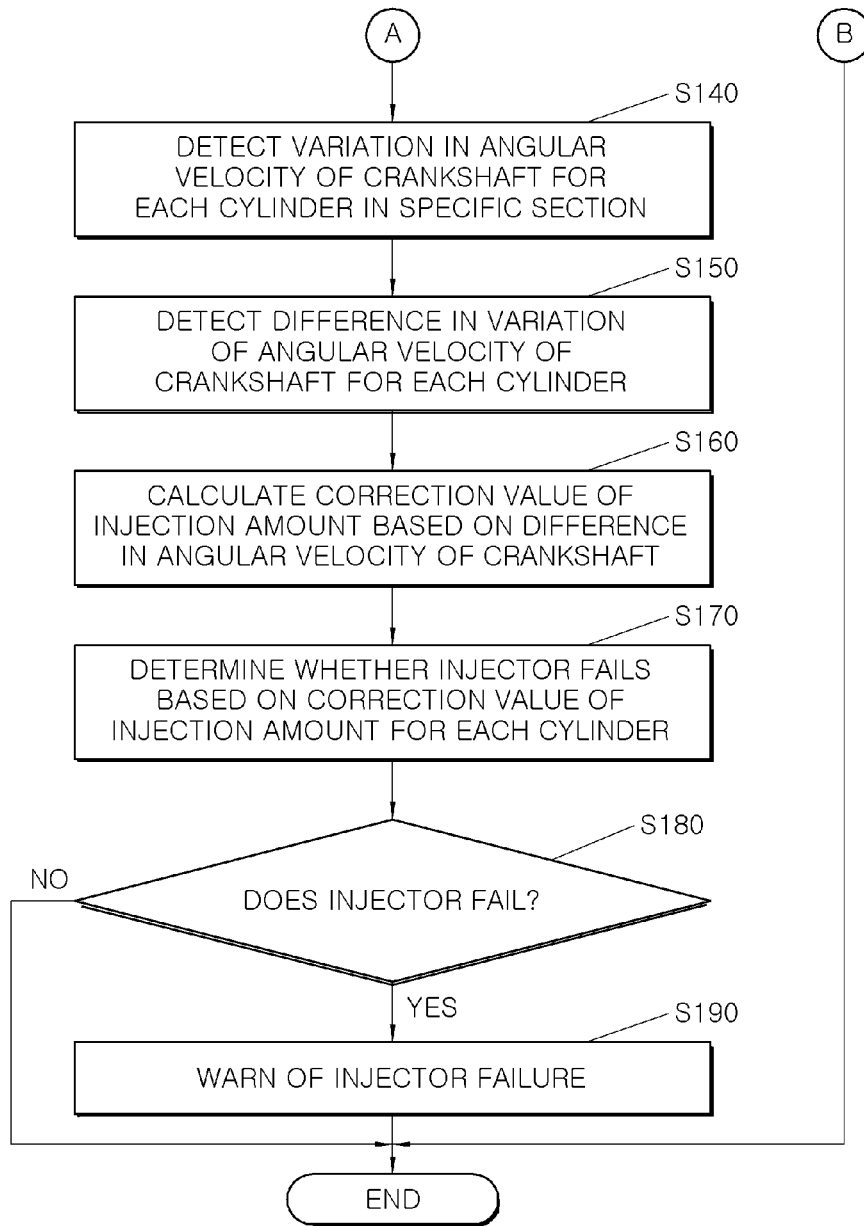 A
B
S140
DETECT VARIATION IN ANGULAR
VELOCITY OF CRANKSHAFT FOR
EACH CYLINDER IN SPECIFIC SECTION
S150
DETECT DIFFERENCE IN VARIATION
OF ANGULAR VELOCITY OF
CRANKSHAFT FOR EACH CYLINDER
S160
CALCULATE CORRECTION VALUE OF
INJECTION AMOUNT BASED ON DIFFERENCE
IN ANGULAR VELOCITY OF CRANKSHAFT
S170
DETERMINE WHETHER INJECTOR FAILS
BASED ON CORRECTION VALUE OF
INJECTION AMOUNT FOR EACH CYLINDER
S180
NO
DOES INJECTOR FAIL?
YES
S190
WARN OF INJECTOR FAILURE
END